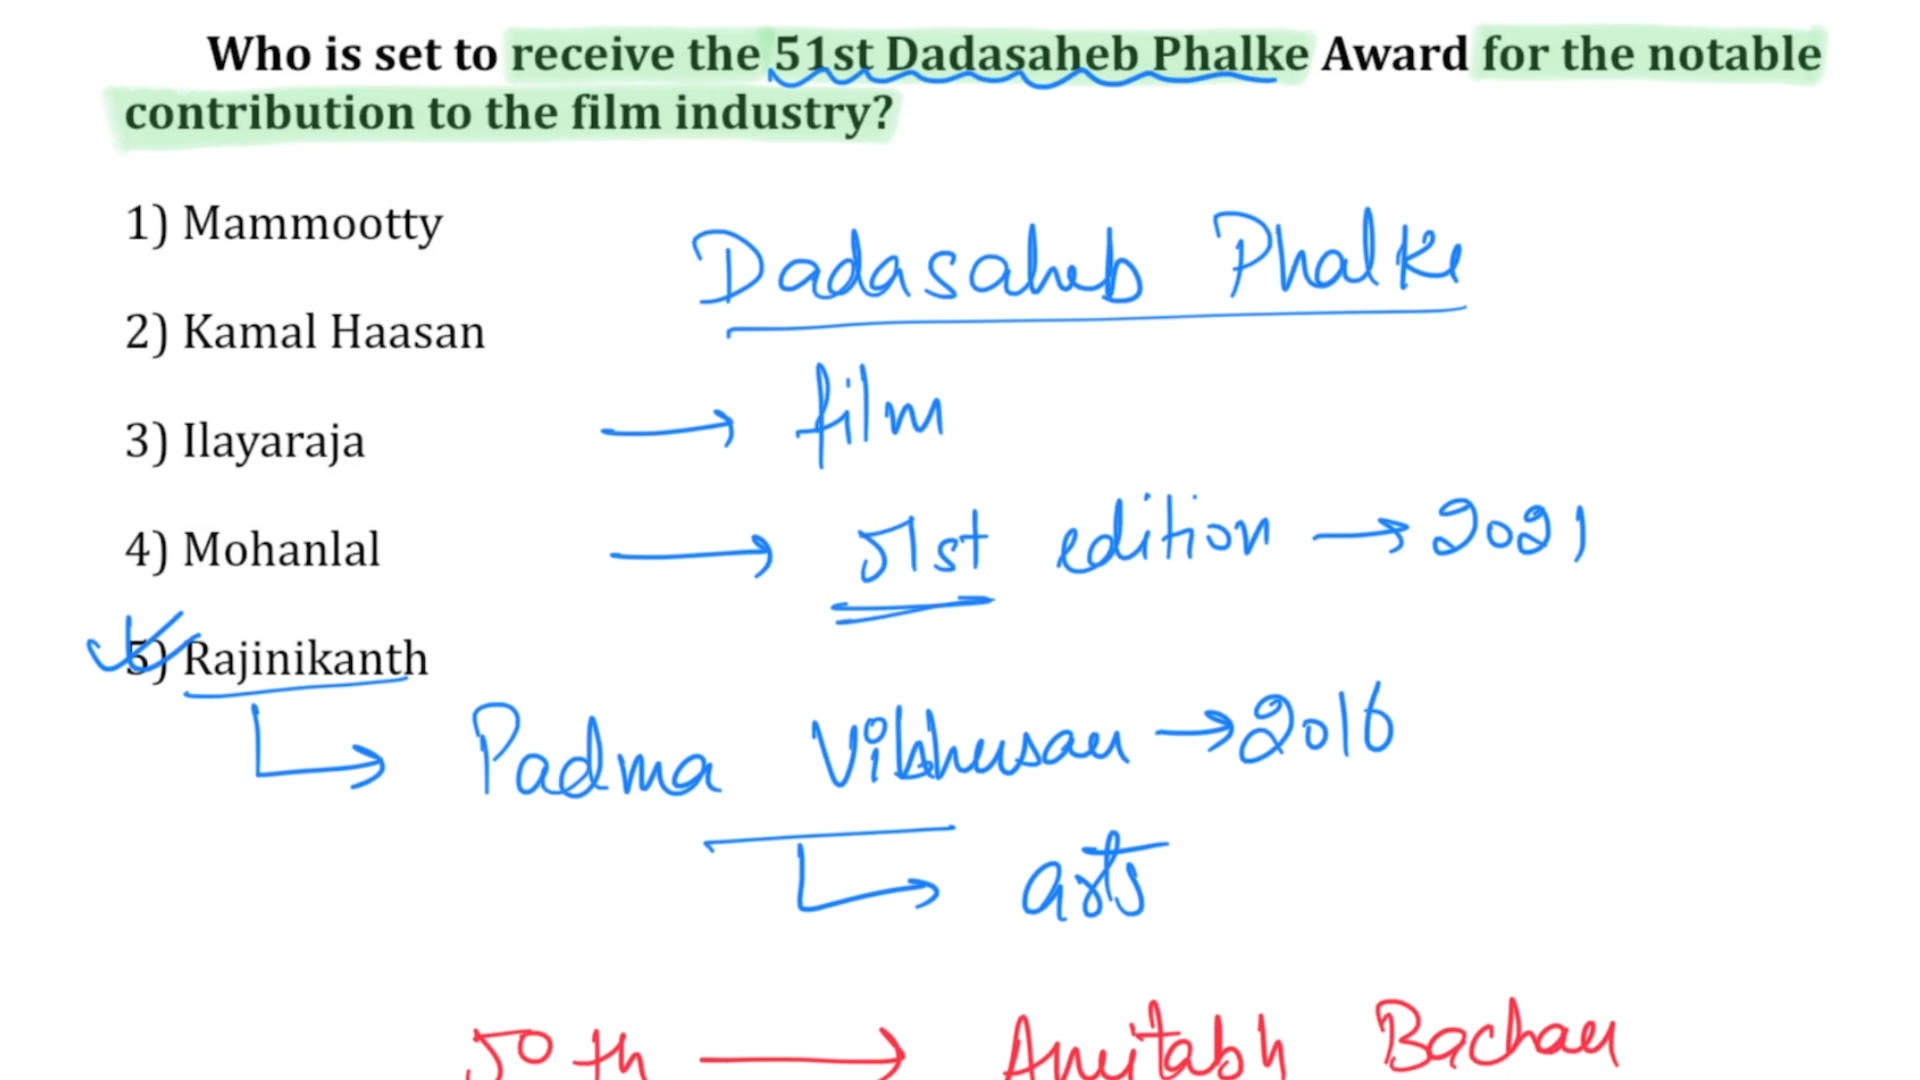 Who is set to receive the 51st Dadasaheb Phalke Award for the notable
contribution to the film industry?
1) Mammootty
Dadasaheb Phalke
2) Kamal Haasan
→ film
3) Ilayaraja
→ 51st edition → 2021
4) Mohanlal
5) Rajinikanth
→ Padma Vibhusan → 2016
→ arts
50th → Amitabh Bachan